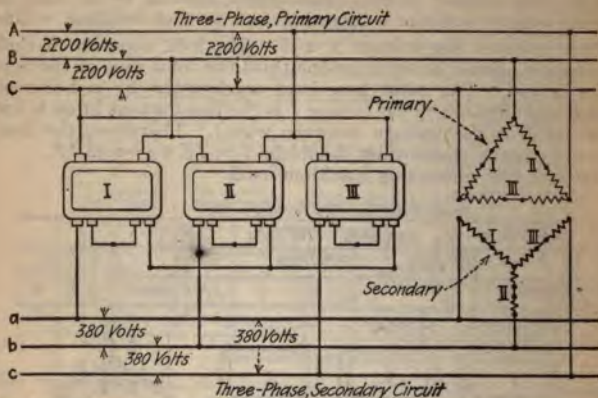 Three-Phase, Primary Circuit
A
2200 Volts
2200 Volts
B
2200 Volts
C
Primary
I
II
III
I
II
III
I
III
Secondary
II
a
380 Volts
380 Volts
b
380 Volts
c
Three-Phase, Secondary Circuit